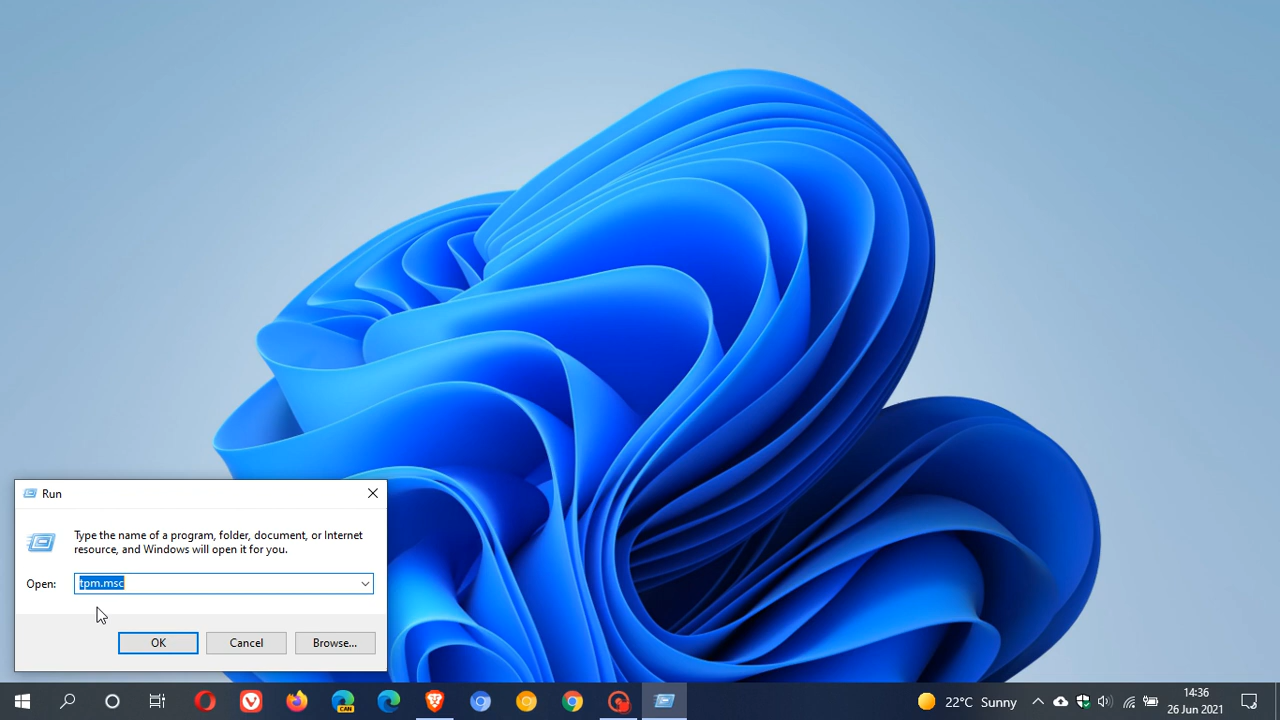 Run
Type the name of a program, folder, document, or Internet
resource, and Windows will open it for you.
Open:
tpm.msc
OK
Cancel
Browse...
CAN
22°C Sunny
14:36
26 Jun 2021